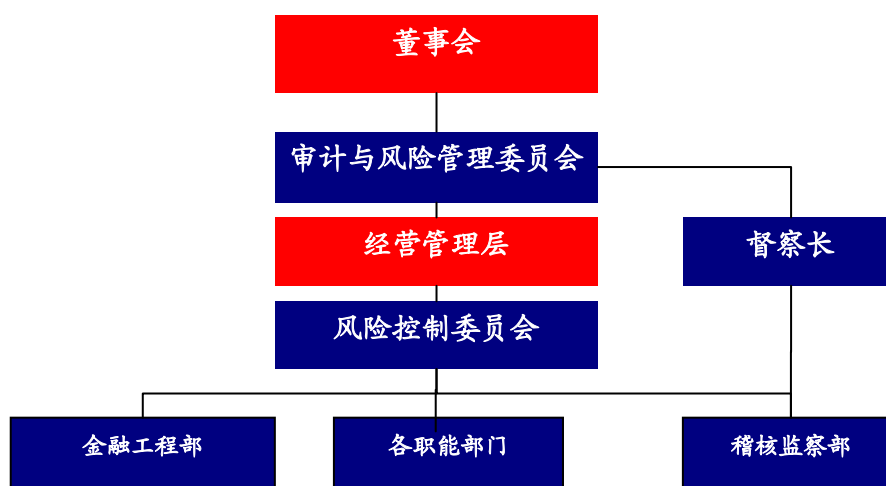 董事会
审计与风险管理委员会
经营管理层
督察长
风险控制委员会
金融工程部
各职能部门
稽核监察部